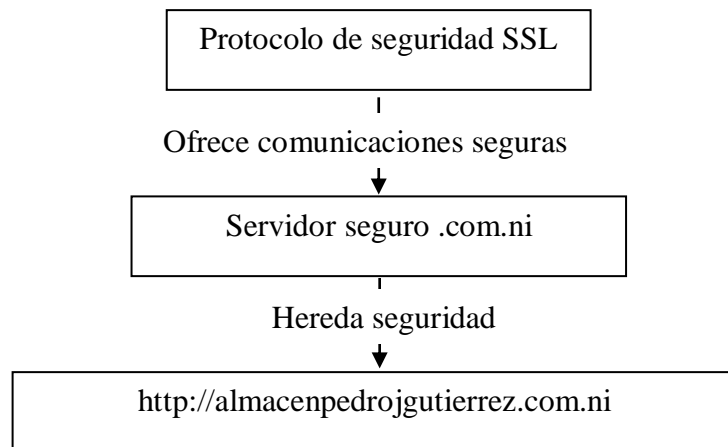 Protocolo de seguridad SSL
Ofrece comunicaciones seguras
Servidor seguro .com.ni
Hereda seguridad
http://almacenpedrojgutierrez.com.ni